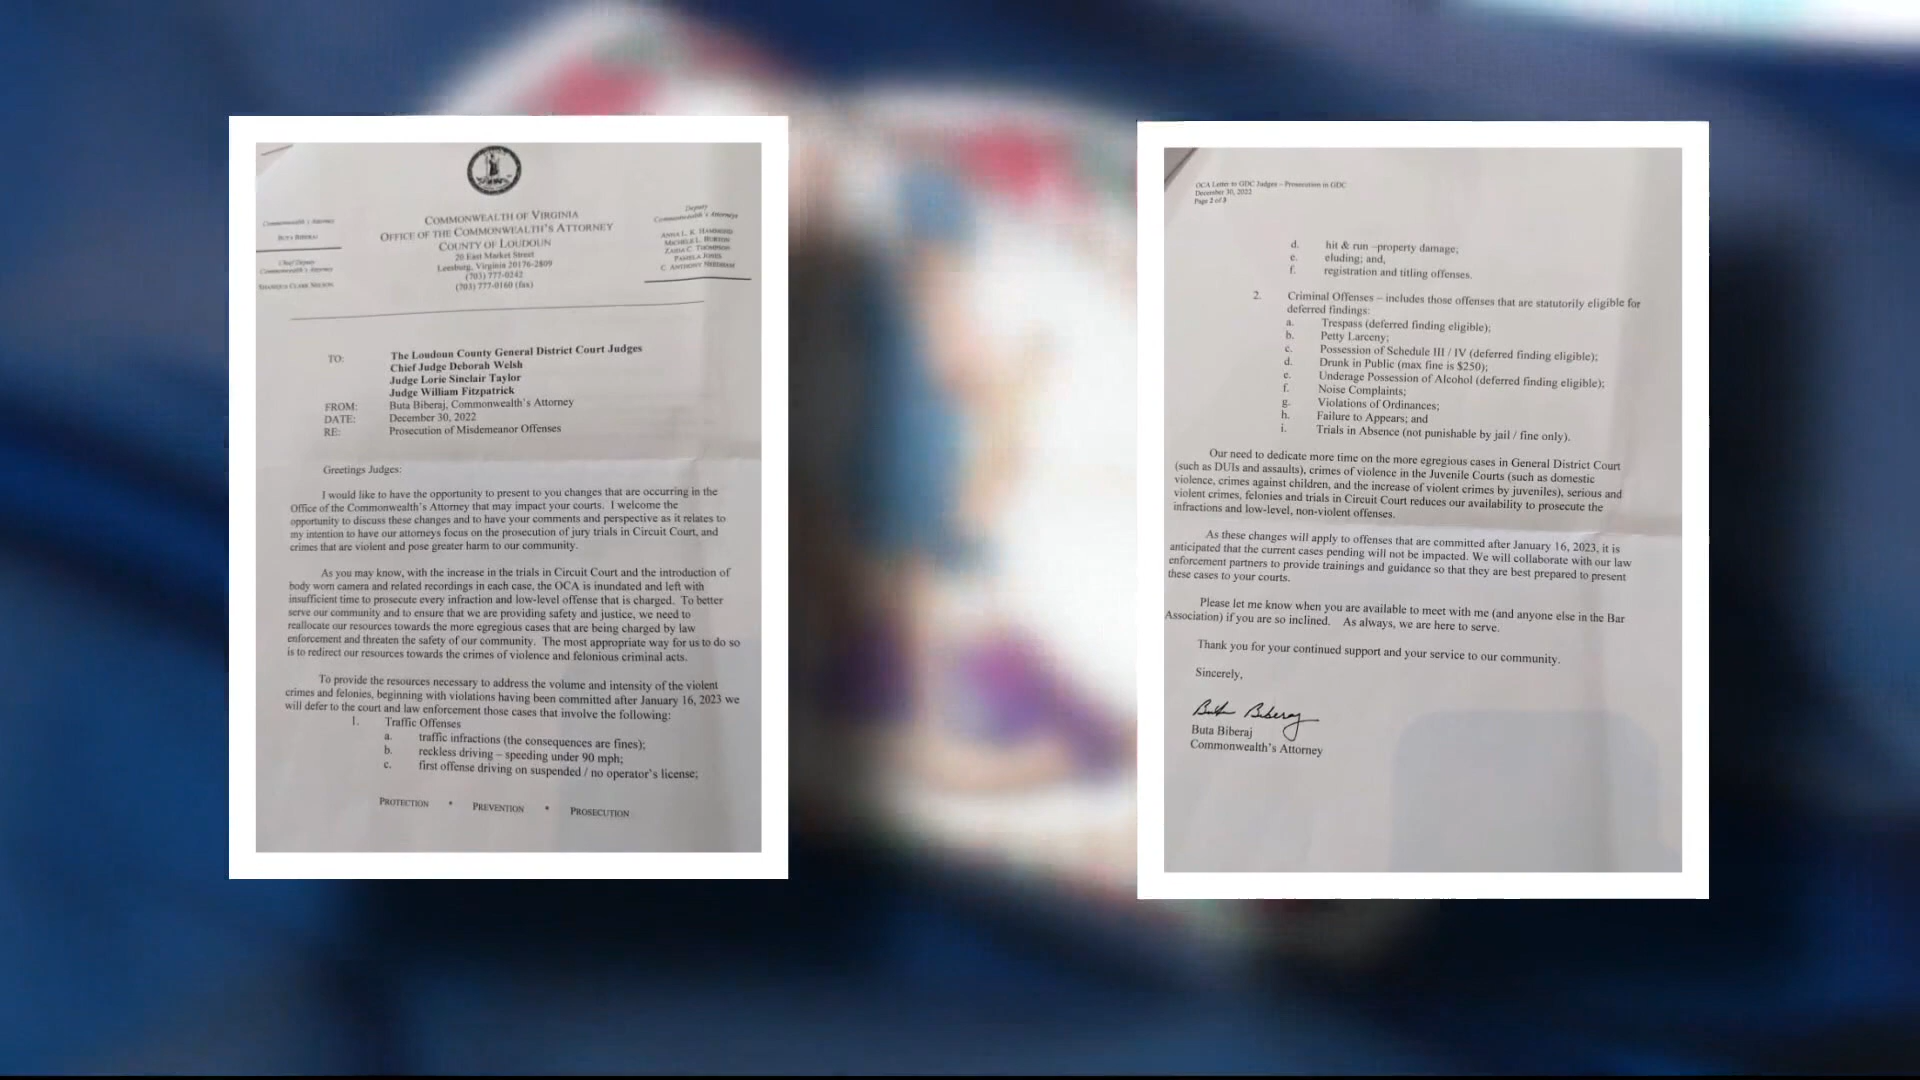 Commonwealth's Attorney
BUTA BIBERAJ
Chief Deputy
Commonwealth's Attorney
COMMONWEALTH OF VIRGINIA
OFFICE OF THE COMMONWEALTH'S ATTORNEY
COUNTY OF LOUDOUN
20 East Market Street
Leesburg, Virginia 20176-2809
(703) 777-0242
(703) 777-0160 (fax)
Deputy
Commonwealth's Attorneys
ANNA L. K. HAMMOND
MICHELE L. BURTON
ZAIDA C. THOMPSON
PAMELA JONES
C. ANTHONY NEEDHAM
TO: The Loudoun County General District Court Judges
Chief Judge Deborah Welsh
Judge Lorie Sinclair Taylor
Judge William Fitzpatrick
FROM: Buta Biberaj, Commonwealth's Attorney
DATE: December 30, 2022
RE: Prosecution of Misdemeanor Offenses
Greetings Judges:
I would like to have the opportunity to present to you changes that are occurring in the
Office of the Commonwealth's Attorney that may impact your courts. I welcome the
opportunity to discuss these changes and to have your comments and perspective as it relates to
my intention to have our attorneys focus on the prosecution of jury trials in Circuit Court, and
crimes that are violent and pose greater harm to our community.
As you may know, with the increase in the trials in Circuit Court and the introduction of
body worn camera and related recordings in each case, the OCA is inundated and left with
insufficient time to prosecute every infraction and low-level offense that is charged. To better
serve our community and to ensure that we are providing safety and justice, we need to
reallocate our resources towards the more egregious cases that are being charged by law
enforcement and threaten the safety of our community. The most appropriate way for us to do so
is to redirect our resources towards the crimes of violence and felonious criminal acts.
To provide the resources necessary to address the volume and intensity of the violent
crimes and felonies, beginning with violations having been committed after January 16, 2023 we
will defer to the court and law enforcement those cases that involve the following:
1. Traffic Offenses
a. traffic infractions (the consequences are fines);
b. reckless driving – speeding under 90 mph;
c. first offense driving on suspended / no operator's license;
PROTECTION • PREVENTION • PROSECUTION
OCA Letter to GDC Judges – Prosecution in GDC
December 30, 2022
Page 2 of 3
d. hit & run –property damage;
e. eluding; and,
f. registration and titling offenses.
2. Criminal Offenses – includes those offenses that are statutorily eligible for
deferred findings:
a. Trespass (deferred finding eligible);
b. Petty Larceny;
c. Possession of Schedule III / IV (deferred finding eligible);
d. Drunk in Public (max fine is $250);
e. Underage Possession of Alcohol (deferred finding eligible);
f. Noise Complaints;
g. Violations of Ordinances;
h. Failure to Appears; and
i. Trials in Absence (not punishable by jail / fine only).
Our need to dedicate more time on the more egregious cases in General District Court
(such as DUIs and assaults), crimes of violence in the Juvenile Courts (such as domestic
violence, crimes against children, and the increase of violent crimes by juveniles), serious and
violent crimes, felonies and trials in Circuit Court reduces our availability to prosecute the
infractions and low-level, non-violent offenses.
As these changes will apply to offenses that are committed after January 16, 2023, it is
anticipated that the current cases pending will not be impacted. We will collaborate with our law
enforcement partners to provide trainings and guidance so that they are best prepared to present
these cases to your courts.
Please let me know when you are available to meet with me (and anyone else in the Bar
Association) if you are so inclined. As always, we are here to serve.
Thank you for your continued support and your service to our community.
Sincerely,
Buta Biberaj
Buta Biberaj
Commonwealth's Attorney